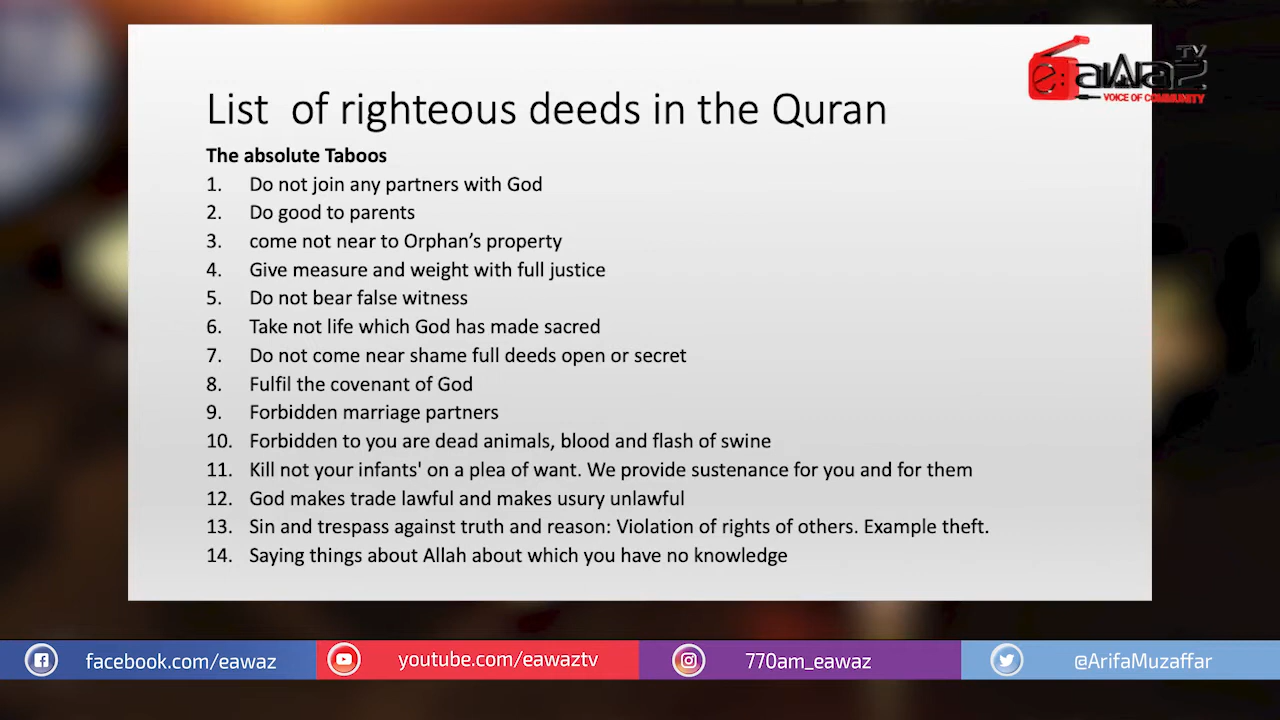 eawaz TV
VOICE OF COMMUNITY
List of righteous deeds in the Quran
The absolute Taboos
1. Do not join any partners with God
2. Do good to parents
3. come not near to Orphan’s property
4. Give measure and weight with full justice
5. Do not bear false witness
6. Take not life which God has made sacred
7. Do not come near shame full deeds open or secret
8. Fulfil the covenant of God
9. Forbidden marriage partners
10. Forbidden to you are dead animals, blood and flash of swine
11. Kill not your infants' on a plea of want. We provide sustenance for you and for them
12. God makes trade lawful and makes usury unlawful
13. Sin and trespass against truth and reason: Violation of rights of others. Example theft.
14. Saying things about Allah about which you have no knowledge
facebook.com/eawaz
youtube.com/eawaztv
770am_eawaz
@ArifaMuzaffar